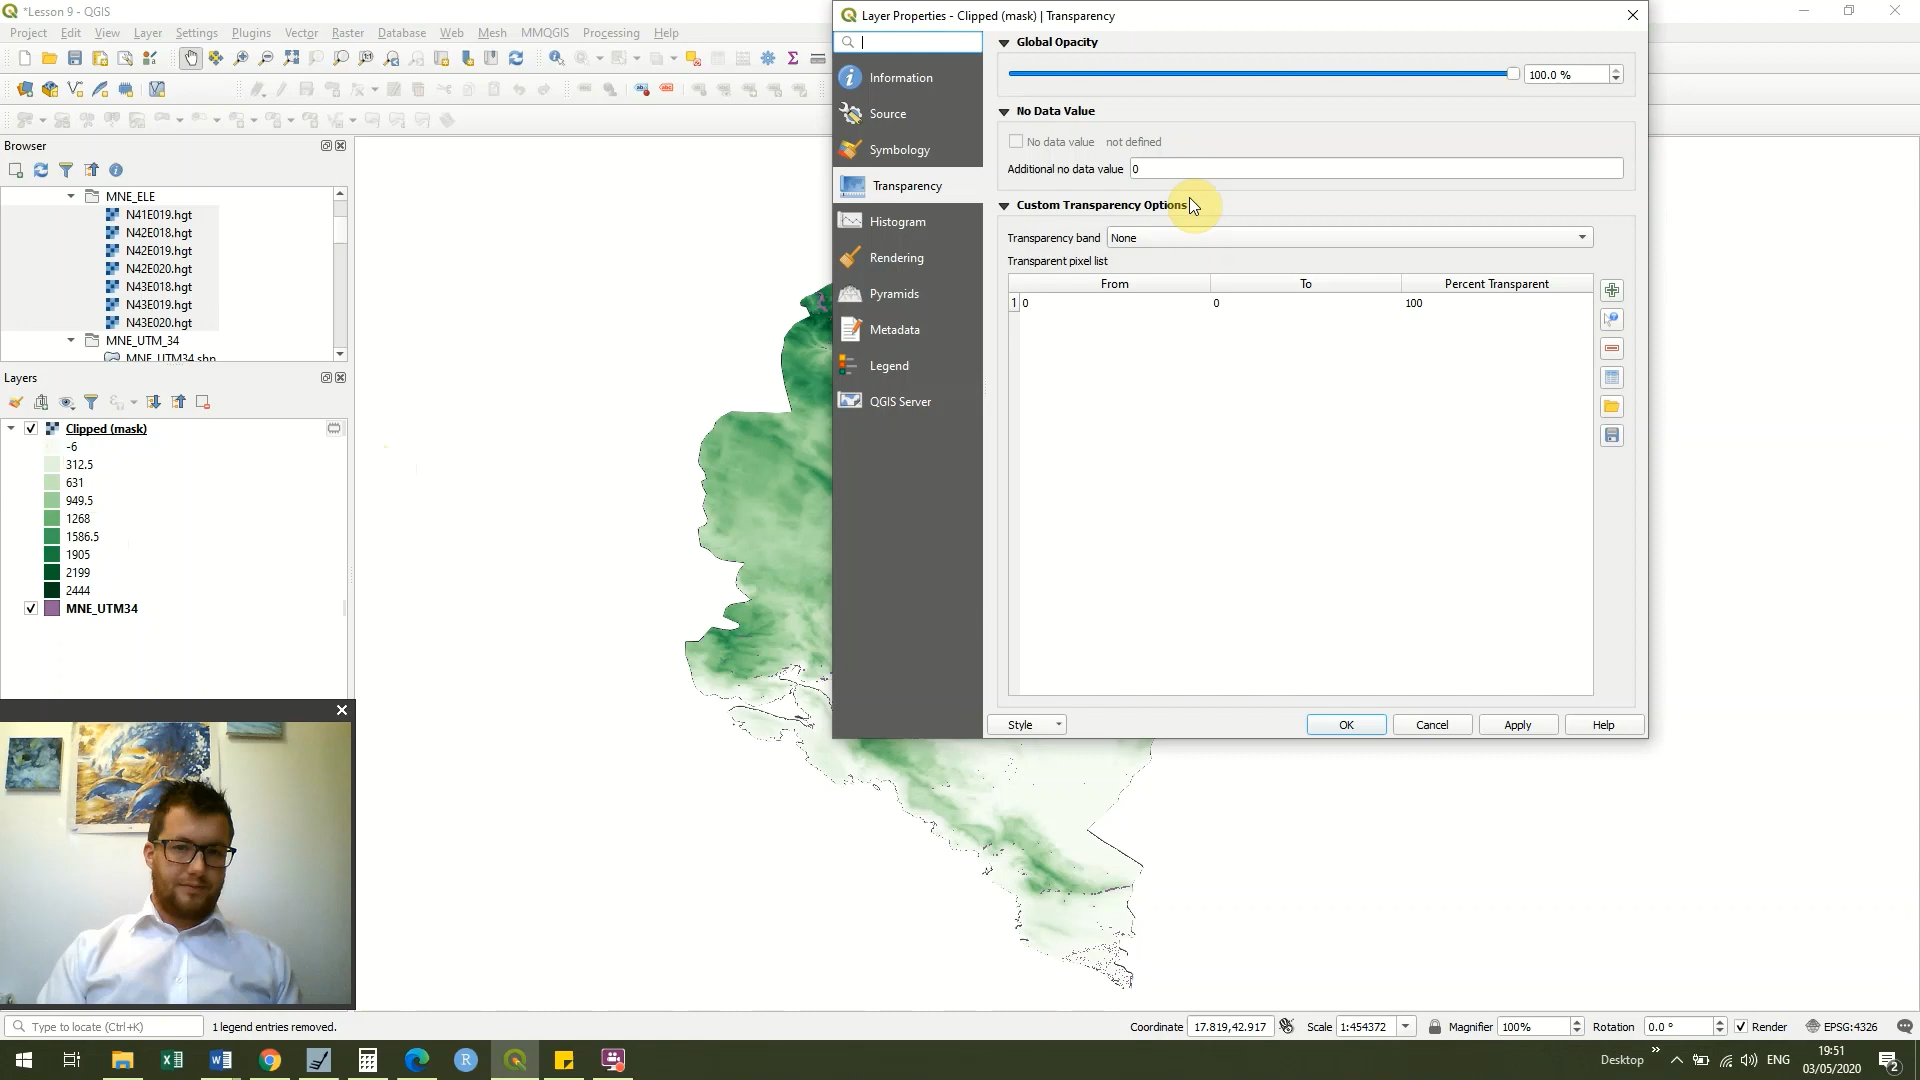 *Lesson 9 - QGIS
Project Edit View Layer Settings Plugins Vector Raster Database Web Mesh MMQGIS Processing Help
Browser
MNE_ELE
N41E019.hgt
N42E018.hgt
N42E019.hgt
N42E020.hgt
N43E018.hgt
N43E019.hgt
N43E020.hgt
MNE_UTM_34
MNE_UTM34.shp
Layers
Clipped (mask)
-6
312.5
631
949.5
1268
1586.5
1905
2199
2444
MNE_UTM34
Layer Properties - Clipped (mask) | Transparency
Information
Source
Symbology
Transparency
Histogram
Rendering
Pyramids
Metadata
Legend
QGIS Server
Global Opacity
100.0 %
No Data Value
No data value not defined
Additional no data value 0
Custom Transparency Options
Transparency band None
Transparent pixel list
From To Percent Transparent
1 0 0 100
Style OK Cancel Apply Help
Type to locate (Ctrl+K) 1 legend entries removed. Coordinate 17.819,42.917 Scale 1:454372 Magnifier 100% Rotation 0.0 ° Render EPSG:4326
Desktop ENG 19:51
03/05/2020
2